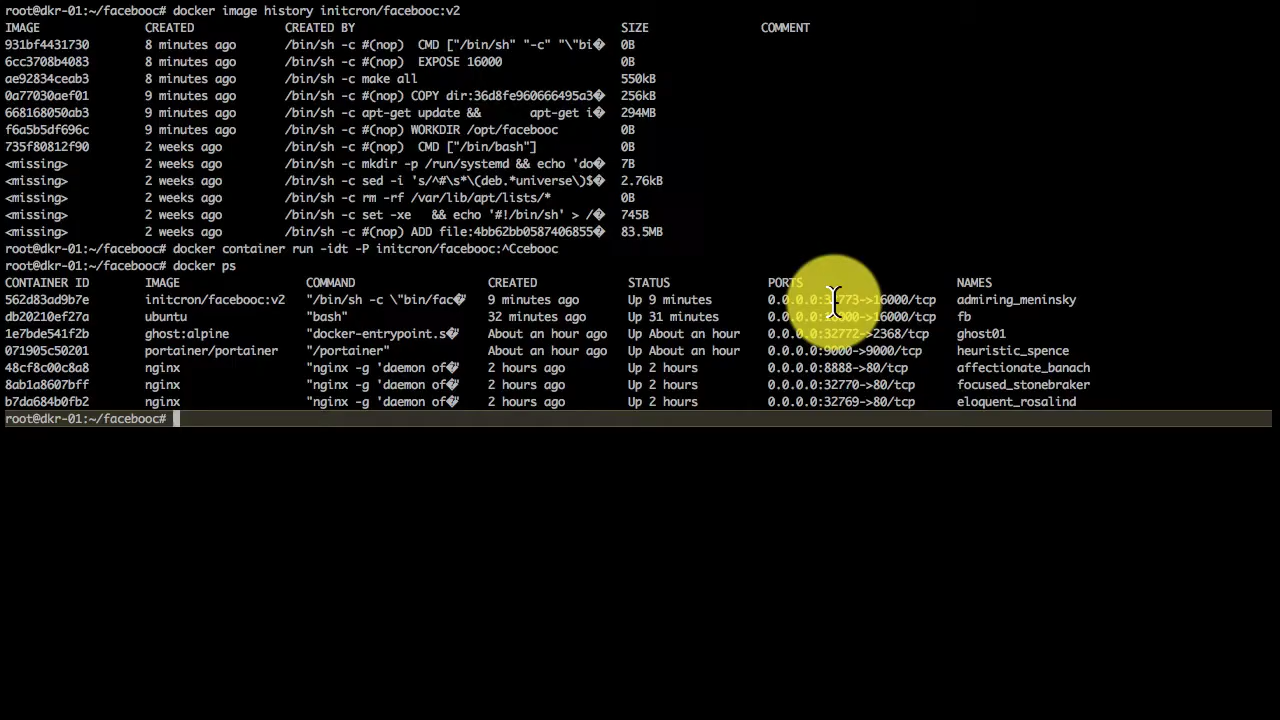 root@dkr-01:~/facebooc# docker image history initcron/facebooc:v2
IMAGE CREATED CREATED BY SIZE COMMENT
931bf4431730 8 minutes ago /bin/sh -c #(nop) CMD ["/bin/sh" "-c" "\"bi� 0B
6cc3708b4083 8 minutes ago /bin/sh -c #(nop) EXPOSE 16000 0B
ae92834ceab3 8 minutes ago /bin/sh -c make all 550kB
0a77030aef01 9 minutes ago /bin/sh -c #(nop) COPY dir:36d8fe960666495a3� 256kB
668168050ab3 9 minutes ago /bin/sh -c apt-get update && apt-get i� 294MB
f6a5b5df696c 9 minutes ago /bin/sh -c #(nop) WORKDIR /opt/facebooc 0B
735f80812f90 2 weeks ago /bin/sh -c #(nop) CMD ["/bin/bash"] 0B
<missing> 2 weeks ago /bin/sh -c mkdir -p /run/systemd && echo 'do� 7B
<missing> 2 weeks ago /bin/sh -c sed -i 's/^#\s*\(deb.*universe\)$� 2.76kB
<missing> 2 weeks ago /bin/sh -c rm -rf /var/lib/apt/lists/* 0B
<missing> 2 weeks ago /bin/sh -c set -xe && echo '#!/bin/sh' > /� 745B
<missing> 2 weeks ago /bin/sh -c #(nop) ADD file:4bb62bb0587406855� 83.5MB
root@dkr-01:~/facebooc# docker container run -idt -P initcron/facebooc:^Ccebooc
root@dkr-01:~/facebooc# docker ps
CONTAINER ID IMAGE COMMAND CREATED STATUS PORTS NAMES
562d83ad9b7e initcron/facebooc:v2 "/bin/sh -c \"bin/fac�" 9 minutes ago Up 9 minutes admiring_meninsky
db20210ef27a ubuntu "bash" 32 minutes ago Up 31 minutes fb
1e7bde541f2b ghost:alpine "docker-entrypoint.s�" About an hour ago Up About an hour 0.0.0.0:32772->2368/tcp ghost01
071905c50201 portainer/portainer "/portainer" About an hour ago Up About an hour 0.0.0.0:9000->9000/tcp heuristic_spence
48cf8c00c8a8 nginx "nginx -g 'daemon of�" 2 hours ago Up 2 hours 0.0.0.0:8888->80/tcp affectionate_banach
8ab1a8607bff nginx "nginx -g 'daemon of�" 2 hours ago Up 2 hours 0.0.0.0:32770->80/tcp focused_stonebraker
b7da684b0fb2 nginx "nginx -g 'daemon of�" 2 hours ago Up 2 hours 0.0.0.0:32769->80/tcp eloquent_rosalind
root@dkr-01:~/facebooc#